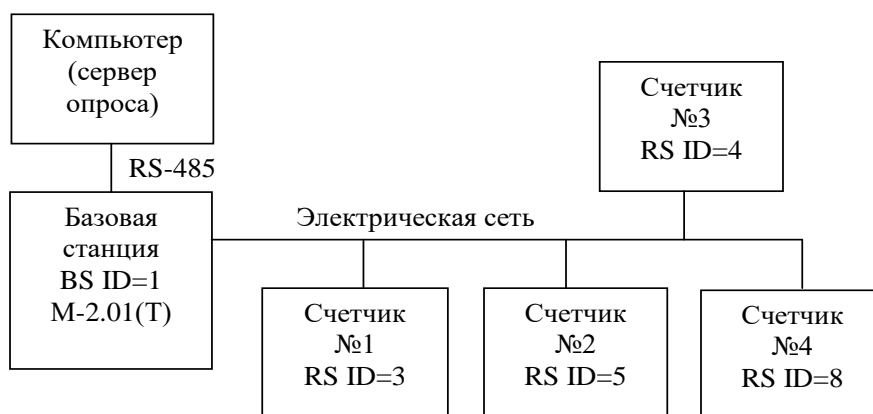 Компьютер
(сервер
опроса)
RS-485
Базовая
станция
BS ID=1
М-2.01(Т)
Электрическая сеть
Счетчик
№3
RS ID=4
Счетчик
№1
RS ID=3
Счетчик
№2
RS ID=5
Счетчик
№4
RS ID=8